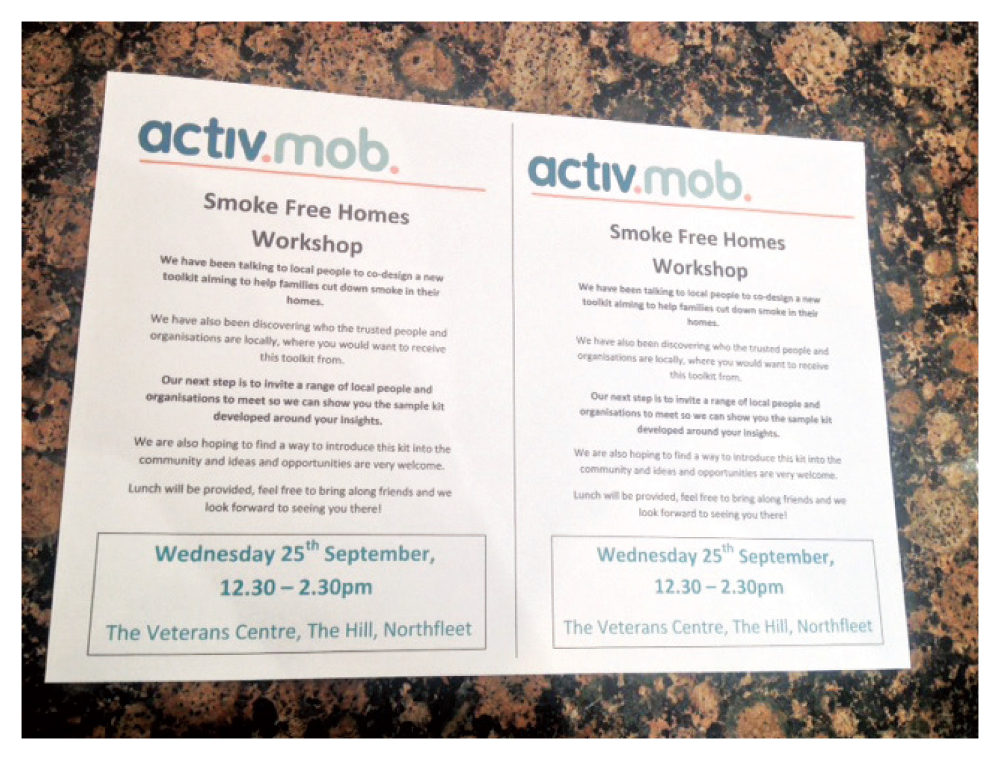 activ.mob.
Smoke Free Homes
Workshop
We have been talking to local people to co-design a new
toolkit aiming to help families cut down smoke in their
homes.
We have also been discovering who the trusted people and
organisations are locally, where you would want to receive
this toolkit from.
Our next step is to invite a range of local people and
organisations to meet so we can show you the sample kit
developed around your insights.
We are also hoping to find a way to introduce this kit into the
community and ideas and opportunities are very welcome.
Lunch will be provided, feel free to bring along friends and we
look forward to seeing you there!
Wednesday 25th September,
12.30 – 2.30pm
The Veterans Centre, The Hill, Northfleet
activ.mob.
Smoke Free Homes
Workshop
We have been talking to local people to co-design a new
toolkit aiming to help families cut down smoke in their
homes.
We have also been discovering who the trusted people and
organisations are locally, where you would want to receive
this toolkit from.
Our next step is to invite a range of local people and
organisations to meet so we can show you the sample kit
developed around your insights.
We are also hoping to find a way to introduce this kit into the
community and ideas and opportunities are very welcome.
Lunch will be provided, feel free to bring along friends and we
look forward to seeing you there!
Wednesday 25th September,
12.30 – 2.30pm
The Veterans Centre, The Hill, Northfleet